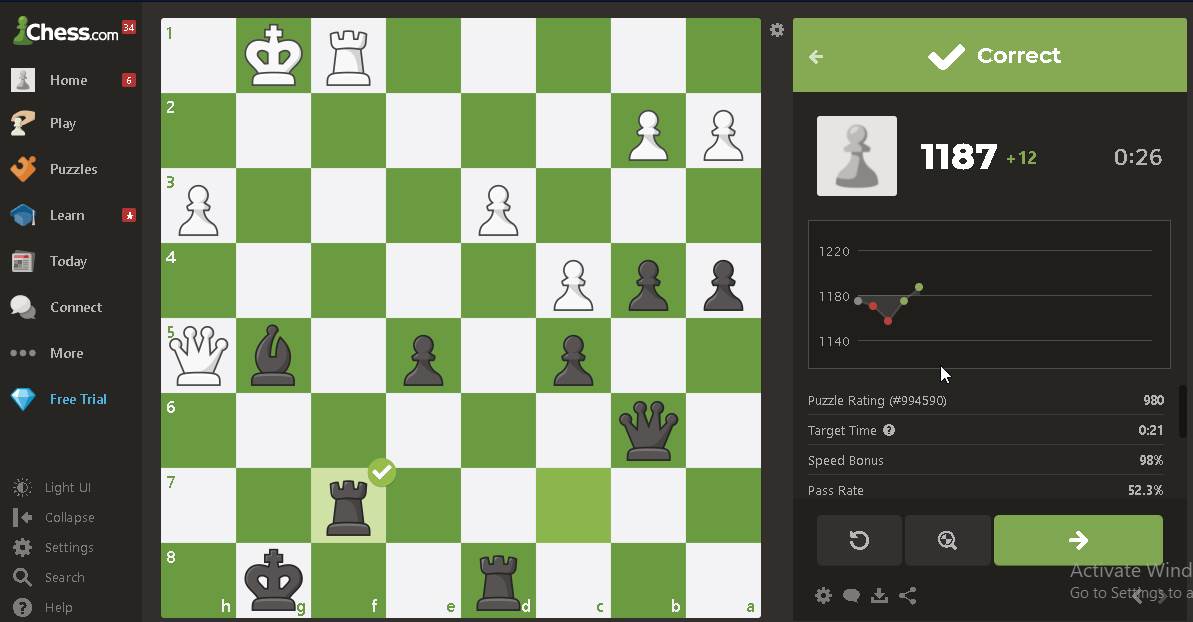 Chess.com 34
Home 6
Play
Puzzles
Learn
Today
Connect
More
Free Trial
Light UI
Collapse
Settings
Search
Help
1
2
3
4
5
6
7
8
h g f e d c b a
Correct
1187 +12 0:26
1220
1180
1140
Puzzle Rating (#994590) 980
Target Time ? 0:21
Speed Bonus 98%
Pass Rate 52.3%
Activate Wind
Go to Settings to a